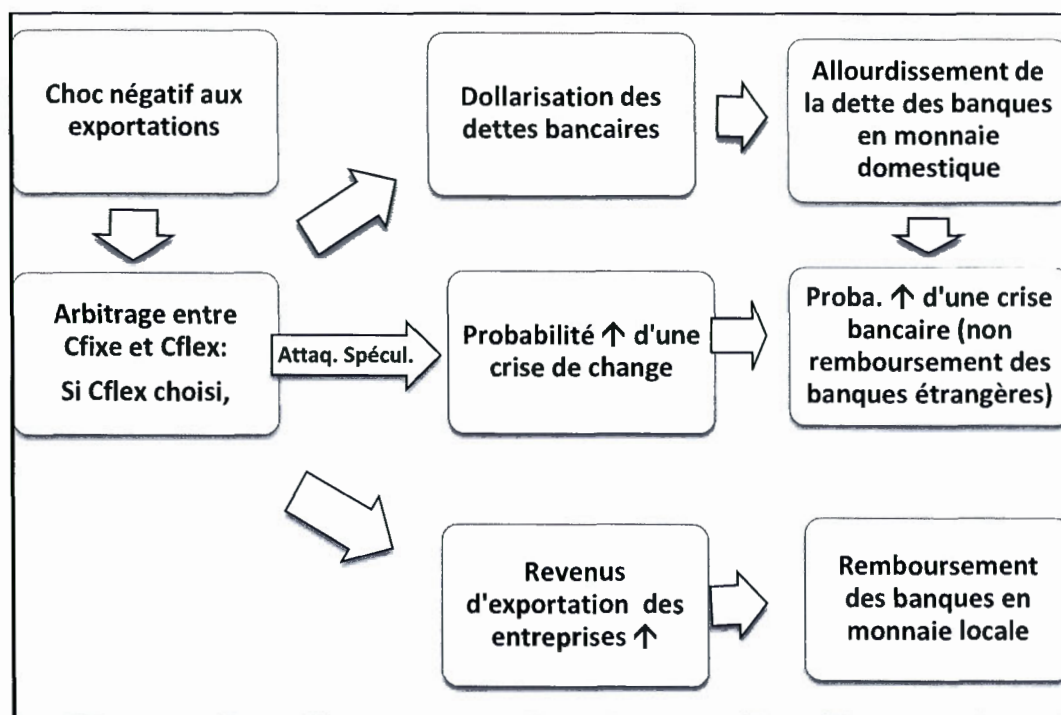 Choc négatif aux
exportations
Dollarisation des
dettes bancaires
Allourdissement de
la dette des banques
en monnaie
domestique
Arbitrage entre
Cfixe et Cflex:
Si Cflex choisi,
Attaq. Spécul.
Probabilité ↑ d'une
crise de change
Proba. ↑ d'une crise
bancaire (non
remboursement des
banques étrangères)
Revenus
d'exportation des
entreprises ↑
Remboursement
des banques en
monnaie locale